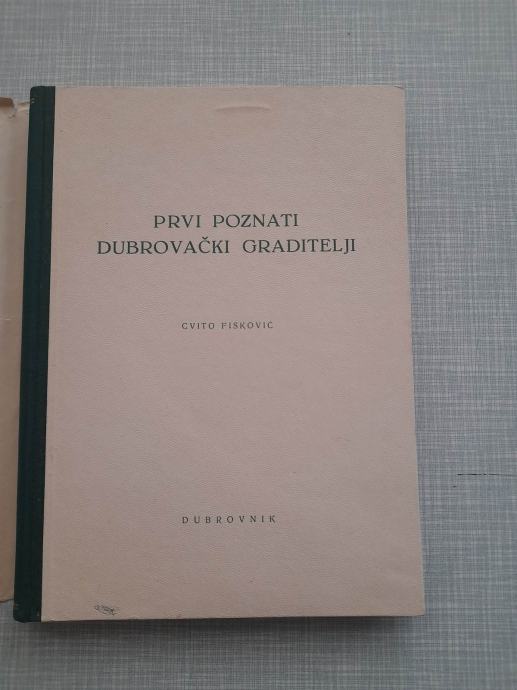 PRVI POZNATI
DUBROVAČKI GRADITELJI
CVITO FISKOVIĆ
DUBROVNIK